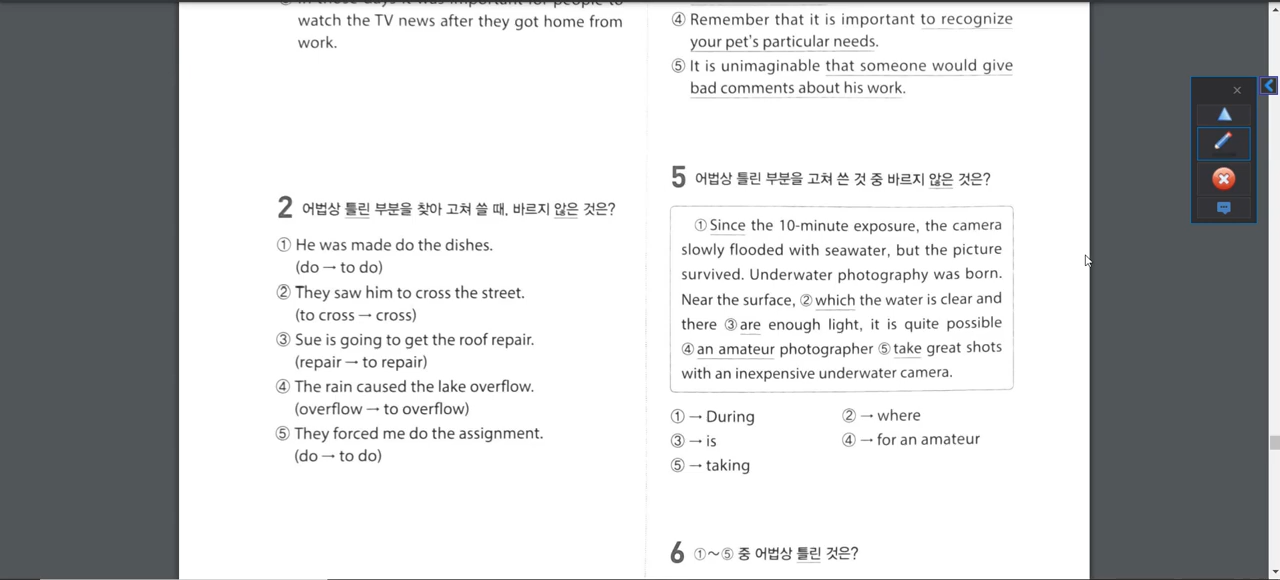 ③ In those days it was important for people to
watch the TV news after they got home from
work.
2 어법상 틀린 부분을 찾아 고쳐 쓸 때, 바르지 않은 것은?
① He was made do the dishes.
(do → to do)
② They saw him to cross the street.
(to cross → cross)
③ Sue is going to get the roof repair.
(repair → to repair)
④ The rain caused the lake overflow.
(overflow → to overflow)
⑤ They forced me do the assignment.
(do → to do)
④ Remember that it is important to recognize
your pet's particular needs.
⑤ It is unimaginable that someone would give
bad comments about his work.
5 어법상 틀린 부분을 고쳐 쓴 것 중 바르지 않은 것은?
① Since the 10-minute exposure, the camera
slowly flooded with seawater, but the picture
survived. Underwater photography was born.
Near the surface, ② which the water is clear and
there ③ are enough light, it is quite possible
④ an amateur photographer ⑤ take great shots
with an inexpensive underwater camera.
① → During
② → where
③ → is
④ → for an amateur
⑤ → taking
6 ①～⑤ 중 어법상 틀린 것은?